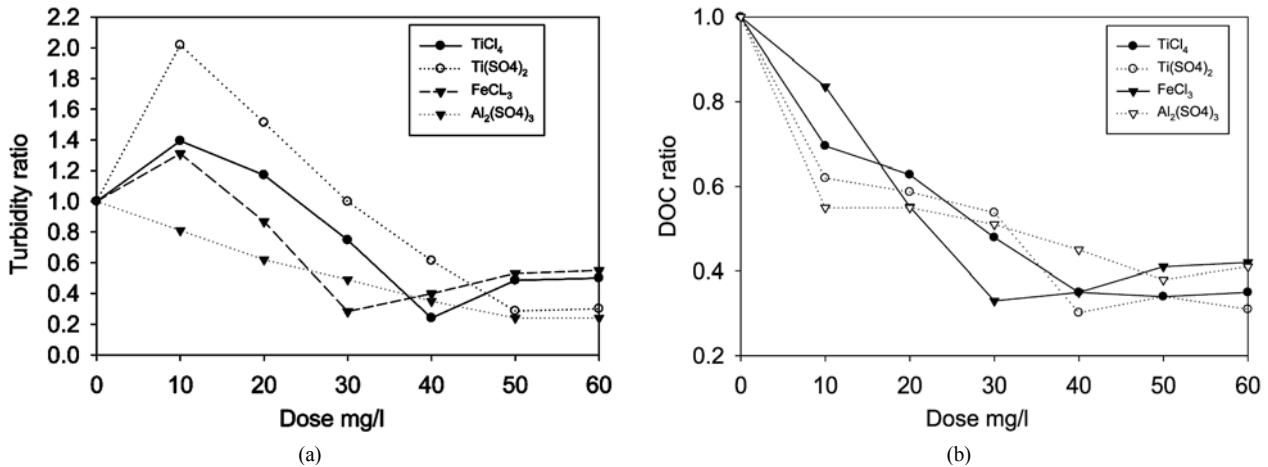 2.2
2.0
1.8
1.6
1.4
1.2
1.0
0.8
0.6
0.4
0.2
0.0
Turbidity ratio
TiCl₄
Ti(SO4)₂
FeCL₃
Al₂(SO4)₃
0 10 20 30 40 50 60
Dose mg/l
(a)
1.0
0.8
0.6
0.4
0.2
DOC ratio
TiCl₄
Ti(SO4)₂
FeCl₃
Al₂(SO4)₃
0 10 20 30 40 50 60
Dose mg/l
(b)